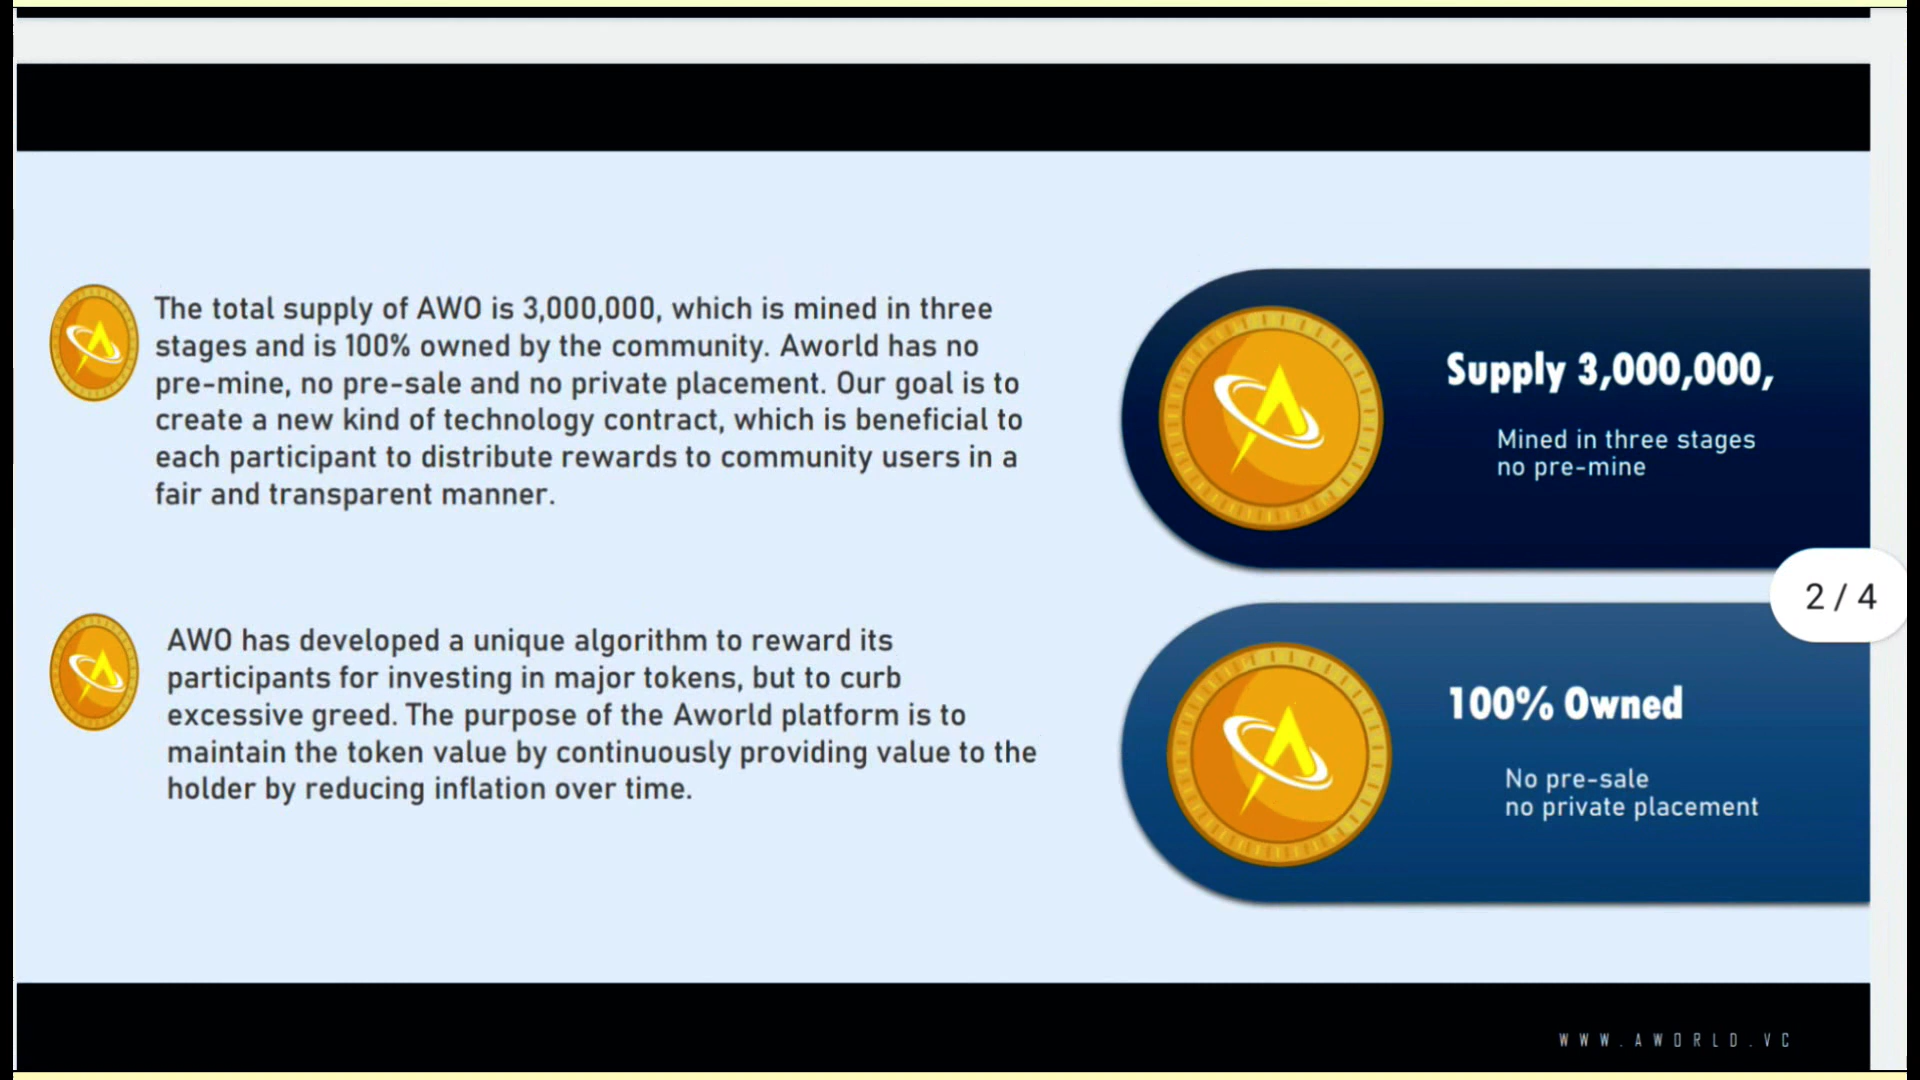 The total supply of AWO is 3,000,000, which is mined in three
stages and is 100% owned by the community. Aworld has no
pre-mine, no pre-sale and no private placement. Our goal is to
create a new kind of technology contract, which is beneficial to
each participant to distribute rewards to community users in a
fair and transparent manner.
AWO has developed a unique algorithm to reward its
participants for investing in major tokens, but to curb
excessive greed. The purpose of the Aworld platform is to
maintain the token value by continuously providing value to the
holder by reducing inflation over time.
Supply 3,000,000,
Mined in three stages
no pre-mine
2 / 4
100% Owned
No pre-sale
no private placement
WWW.AWORLD.VC